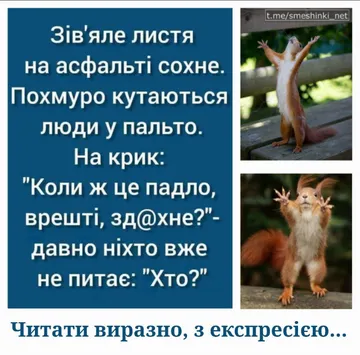 t.me/smeshinki_net
Зів'яле листя
на асфальті сохне.
Похмуро кутаються
люди у пальто.
На крик:
"Коли ж це падло,
врешті, зд@хне?"-
давно ніхто вже
не питає: "Хто?"
Читати виразно, з експресією...